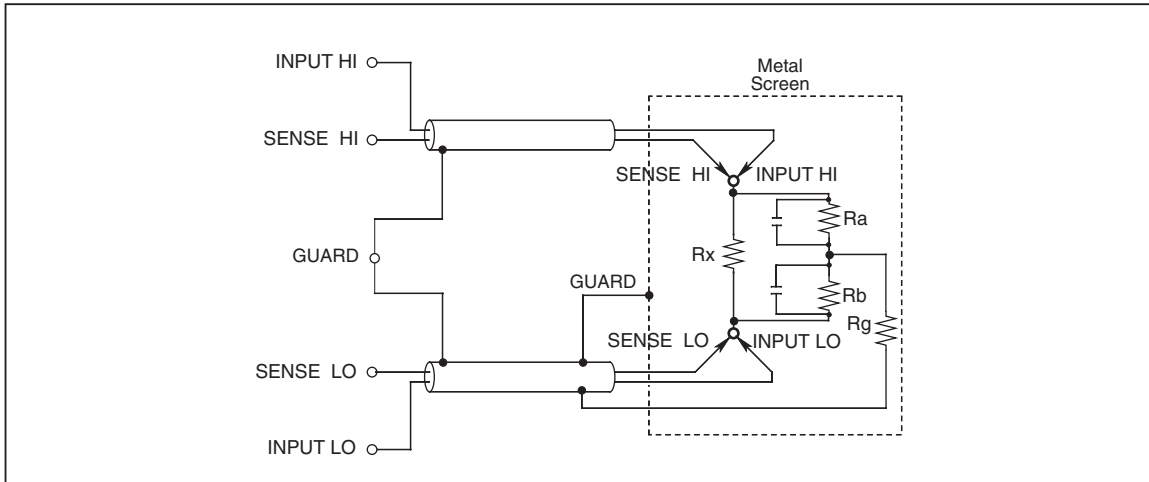 INPUT HI
Metal
Screen
SENSE HI
SENSE HI
INPUT HI
Ra
Rx
GUARD
GUARD
Rb
Rg
SENSE LO
INPUT LO
SENSE LO
INPUT LO